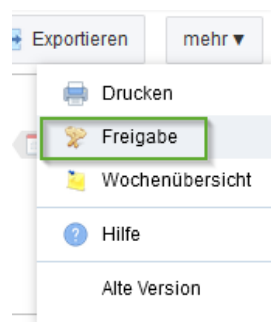 Exportieren mehr ▾
Drucken
Freigabe
Wochenübersicht
? Hilfe
Alte Version